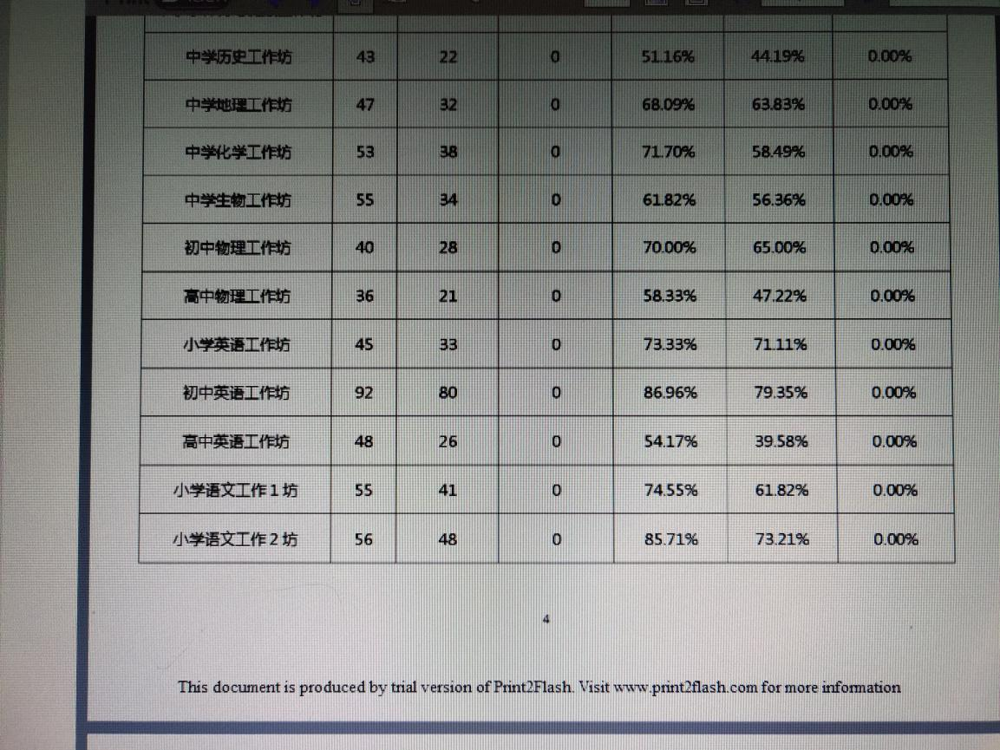 中学历史工作坊 43 22 0 51.16% 44.19% 0.00%
中学地理工作坊 47 32 0 68.09% 63.83% 0.00%
中学化学工作坊 53 38 0 71.70% 58.49% 0.00%
中学生物工作坊 55 34 0 61.82% 56.36% 0.00%
初中物理工作坊 40 28 0 70.00% 65.00% 0.00%
高中物理工作坊 36 21 0 58.33% 47.22% 0.00%
小学英语工作坊 45 33 0 73.33% 71.11% 0.00%
初中英语工作坊 92 80 0 86.96% 79.35% 0.00%
高中英语工作坊 48 26 0 54.17% 39.58% 0.00%
小学语文工作1坊 55 41 0 74.55% 61.82% 0.00%
小学语文工作2坊 56 48 0 85.71% 73.21% 0.00%
4
This document is produced by trial version of Print2Flash. Visit www.print2flash.com for more information